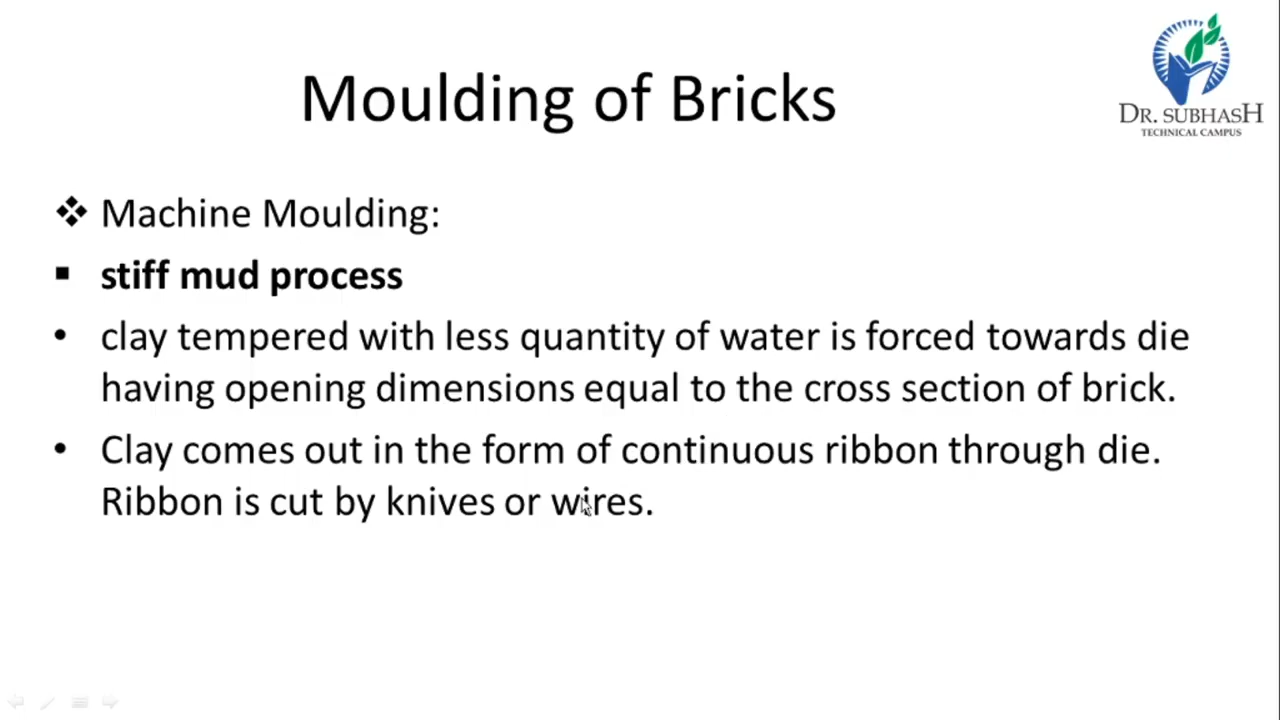 Moulding of Bricks
DR. SUBHASH
TECHNICAL CAMPUS
❖ Machine Moulding:
▪ stiff mud process
• clay tempered with less quantity of water is forced towards die
having opening dimensions equal to the cross section of brick.
• Clay comes out in the form of continuous ribbon through die.
Ribbon is cut by knives or wires.